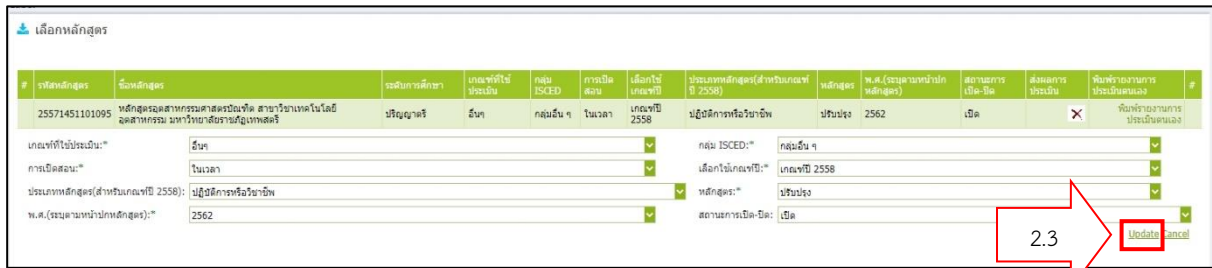 เลือกหลักสูตร
# รหัสหลักสูตร ชื่อหลักสูตร ระดับการศึกษา เกณฑ์ที่ใช้ประเมิน กลุ่ม ISCED การเปิดสอน เลือกใช้เกณฑ์ปี ประเภทหลักสูตร(สำหรับเกณฑ์ปี 2558) หลักสูตร พ.ศ.(ระบุตามหน้าปกหลักสูตร) สถานะการเปิด-ปิด ส่งผลการประเมิน พิมพ์รายงานการประเมินตนเอง #
25571451101095 หลักสูตรอุตสาหกรรมศาสตรบัณฑิต สาขาวิชาเทคโนโลยีอุตสาหกรรม มหาวิทยาลัยราชภัฏเทพสตรี ปริญญาตรี อื่นๆ กลุ่มอื่น ๆ ในเวลา เกณฑ์ปี 2558 ปฏิบัติการหรือวิชาชีพ ปรับปรุง 2562 เปิด พิมพ์รายงานการประเมินตนเอง
เกณฑ์ที่ใช้ประเมิน:* อื่นๆ กลุ่ม ISCED:* กลุ่มอื่น ๆ
การเปิดสอน:* ในเวลา เลือกใช้เกณฑ์ปี:* เกณฑ์ปี 2558
ประเภทหลักสูตร(สำหรับเกณฑ์ปี 2558): ปฏิบัติการหรือวิชาชีพ หลักสูตร:* ปรับปรุง
พ.ศ.(ระบุตามหน้าปกหลักสูตร):* 2562 สถานะการเปิด-ปิด: เปิด
2.3 Update Cancel